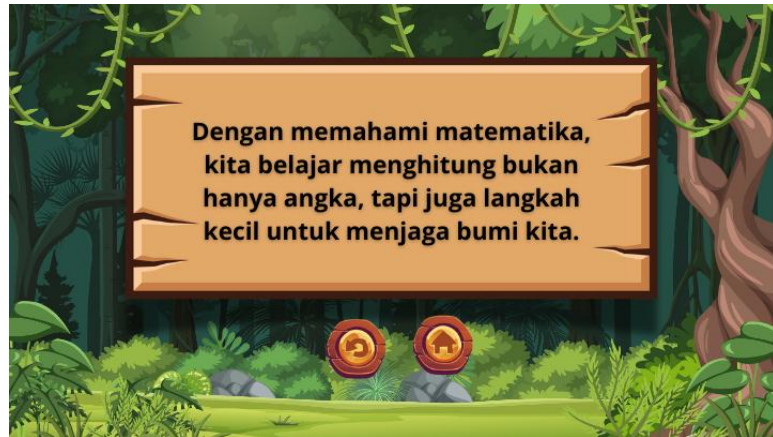 Dengan memahami matematika,
kita belajar menghitung bukan
hanya angka, tapi juga langkah
kecil untuk menjaga bumi kita.